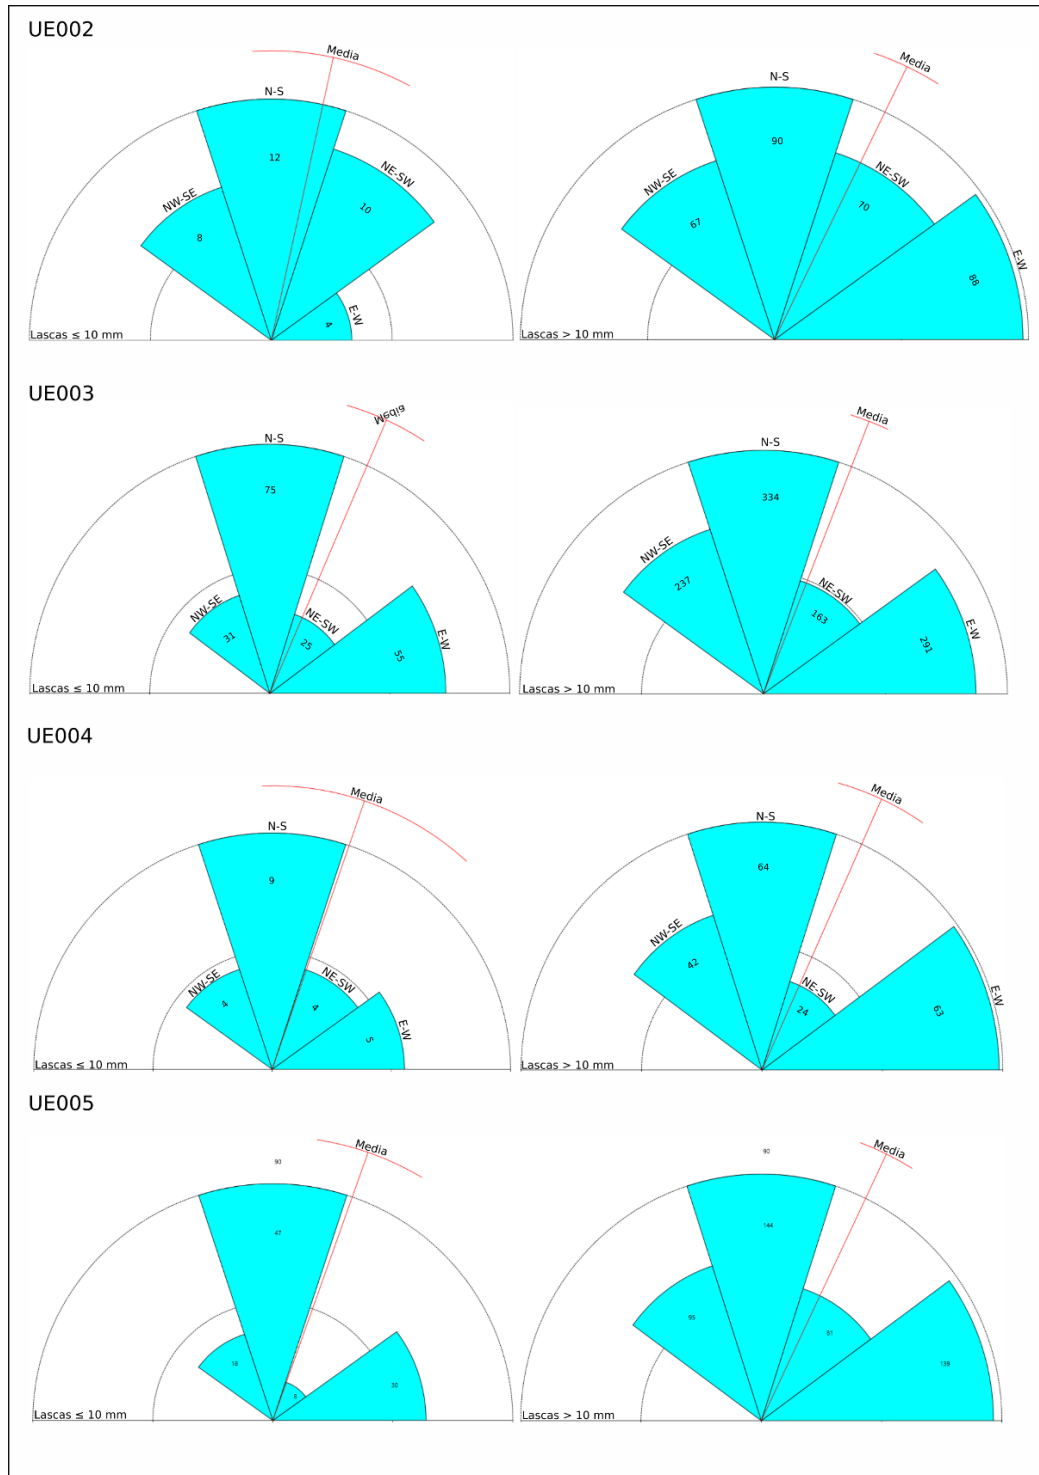 UE002
Media
N-S
NW-SE
12
NE-SW
10
8
E-W
4
Lascas ≤ 10 mm
Media
N-S
90
NW-SE
67
NE-SW
70
E-W
88
Lascas > 10 mm
UE003
Media
N-S
75
NW-SE
31
NE-SW
25
E-W
55
Lascas ≤ 10 mm
Media
N-S
334
NW-SE
237
NE-SW
163
E-W
291
Lascas > 10 mm
UE004
Media
N-S
9
NW-SE
4
NE-SW
4
E-W
5
Lascas ≤ 10 mm
Media
N-S
64
NW-SE
42
NE-SW
24
E-W
63
Lascas > 10 mm
UE005
Media
90
47
18
8
30
Lascas ≤ 10 mm
Media
90
144
95
81
139
Lascas > 10 mm